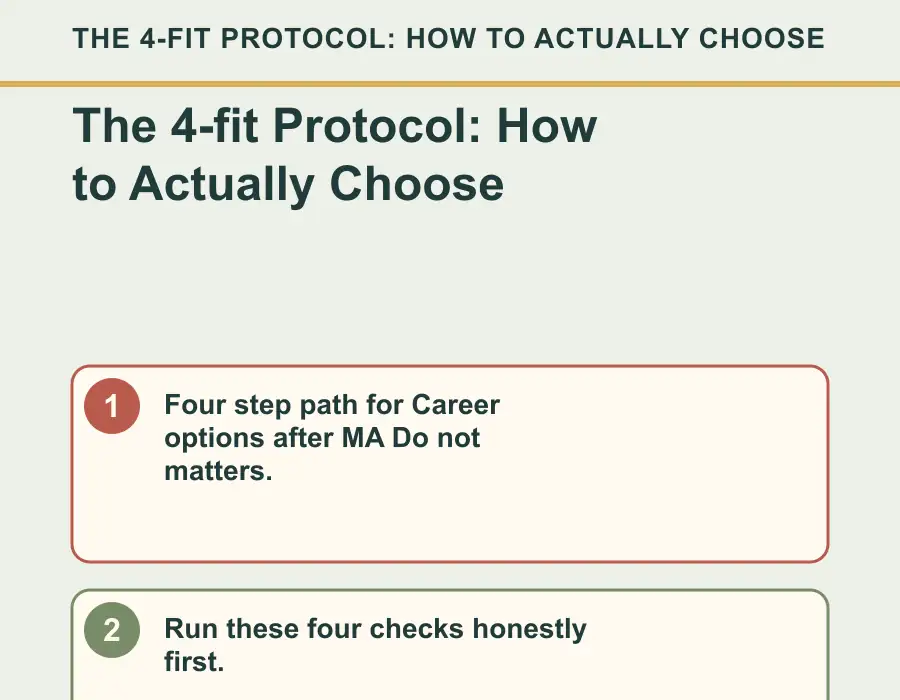 THE 4-FIT PROTOCOL: HOW TO ACTUALLY CHOOSE
The 4-fit Protocol: How
to Actually Choose
1
Four step path for Career
options after MA Do not
matters.
2
Run these four checks honestly
first.